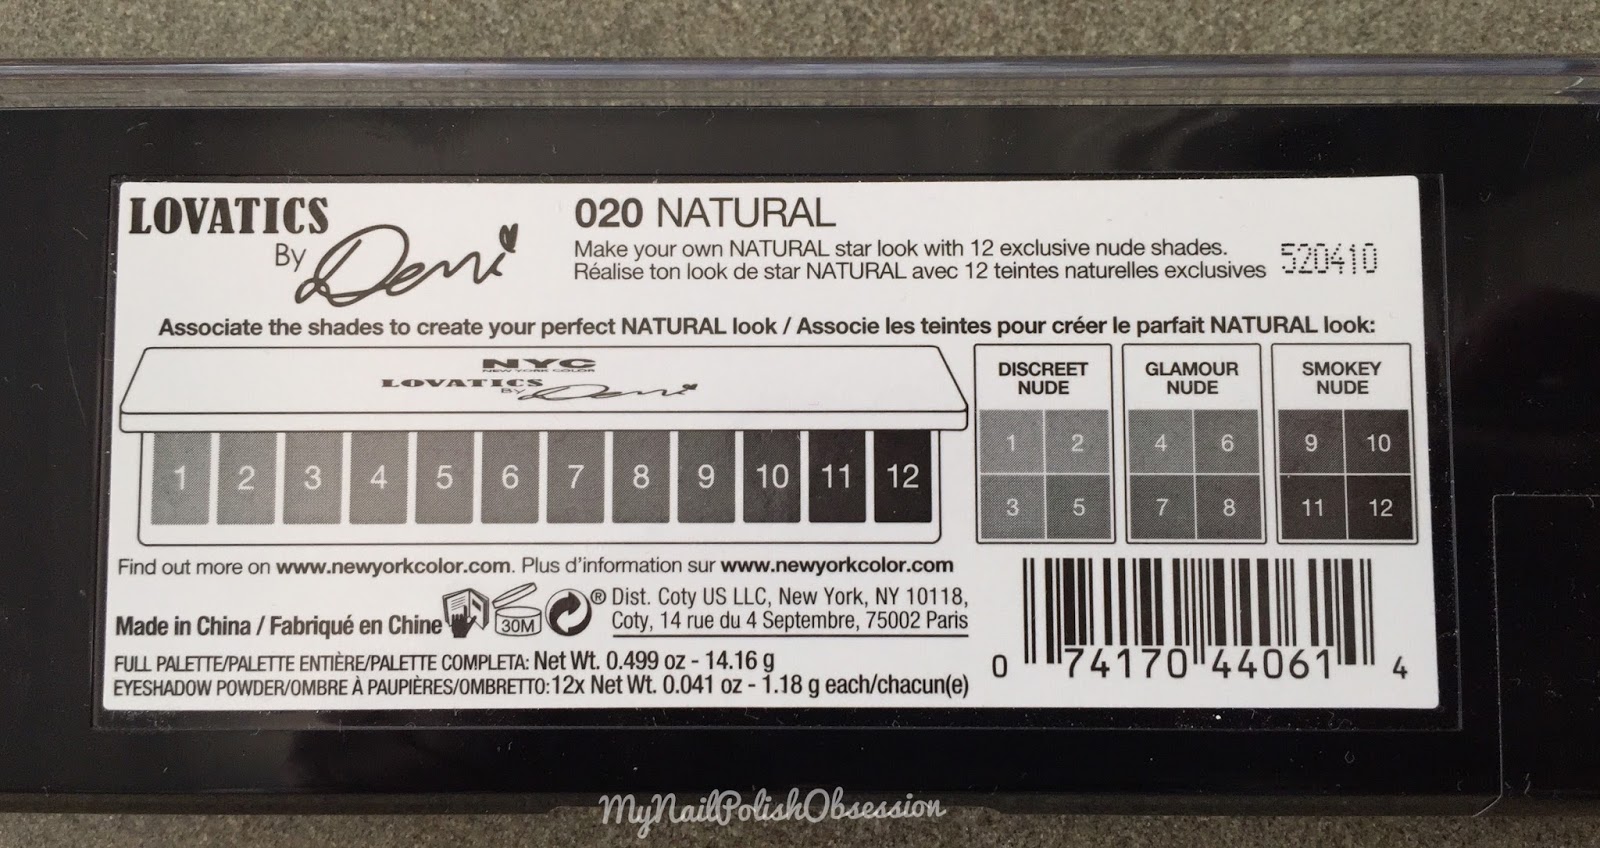 LOVATICS
By Demi
020 NATURAL
Make your own NATURAL star look with 12 exclusive nude shades.
Réalise ton look de star NATURAL avec 12 teintes naturelles exclusives
520410
Associate the shades to create your perfect NATURAL look / Associe les teintes pour créer le parfait NATURAL look:
NYC
NEW YORK COLOR
LOVATICS
BY Demi
1 2 3 4 5 6 7 8 9 10 11 12
DISCREET
NUDE
1 2
3 5
GLAMOUR
NUDE
4 6
7 8
SMOKEY
NUDE
9 10
11 12
Find out more on www.newyorkcolor.com. Plus d'information sur www.newyorkcolor.com
Made in China / Fabriqué en Chine
30M
® Dist. Coty US LLC, New York, NY 10118,
Coty, 14 rue du 4 Septembre, 75002 Paris
FULL PALETTE/PALETTE ENTIÈRE/PALETTE COMPLETA: Net Wt. 0.499 oz - 14.16 g
EYESHADOW POWDER/OMBRE À PAUPIÈRES/OMBRETTO: 12x Net Wt. 0.041 oz - 1.18 g each/chacun(e)
0 74170 44061 4
MyNailPolishObsession